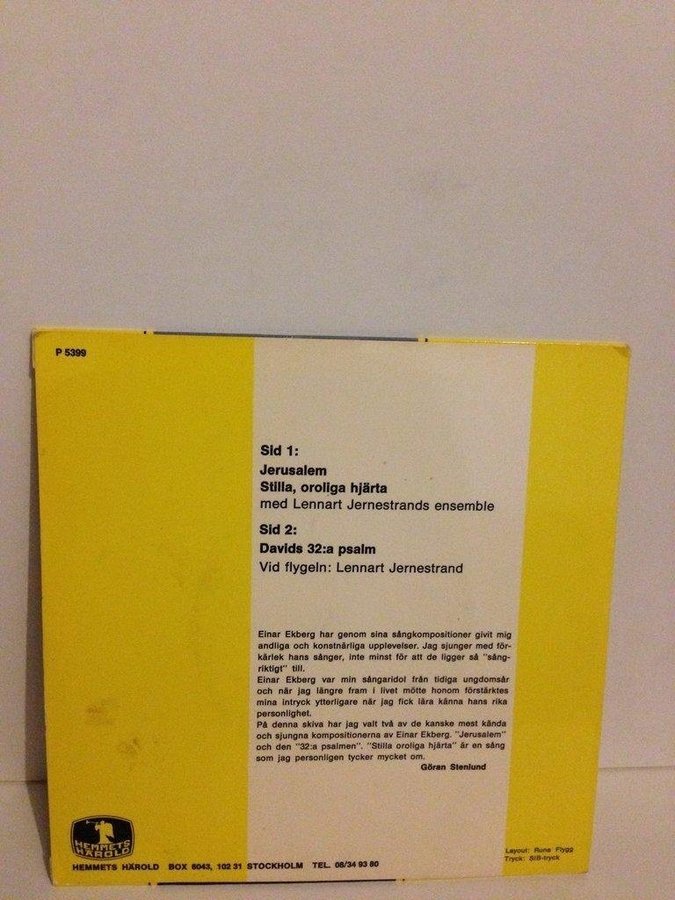 P 5399
Sid 1:
Jerusalem
Stilla, oroliga hjärta
med Lennart Jernestrands ensemble
Sid 2:
Davids 32:a psalm
Vid flygeln: Lennart Jernestrand
Einar Ekberg har genom sina sångkompositioner givit mig
andliga och konstnärliga upplevelser. Jag sjunger med för-
kärlek hans sånger, inte minst för att de ligger så "sång-
riktigt" till.
Einar Ekberg var min sångaridol från tidiga ungdomsår
och när jag längre fram i livet mötte honom förstärktes
mina intryck ytterligare när jag fick lära känna hans rika
personlighet.
På denna skiva har jag valt två av de kanske mest kända
och sjungna kompositionerna av Einar Ekberg. "Jerusalem"
och den "32:a psalmen". "Stilla oroliga hjärta" är en sång
som jag personligen tycker mycket om.
Göran Stenlund
HEMMETS
HÄROLD
HEMMETS HÄROLD BOX 6043, 102 31 STOCKHOLM TEL. 08/34 93 80
Layout: Rune Flygg
Tryck: SIB-tryck